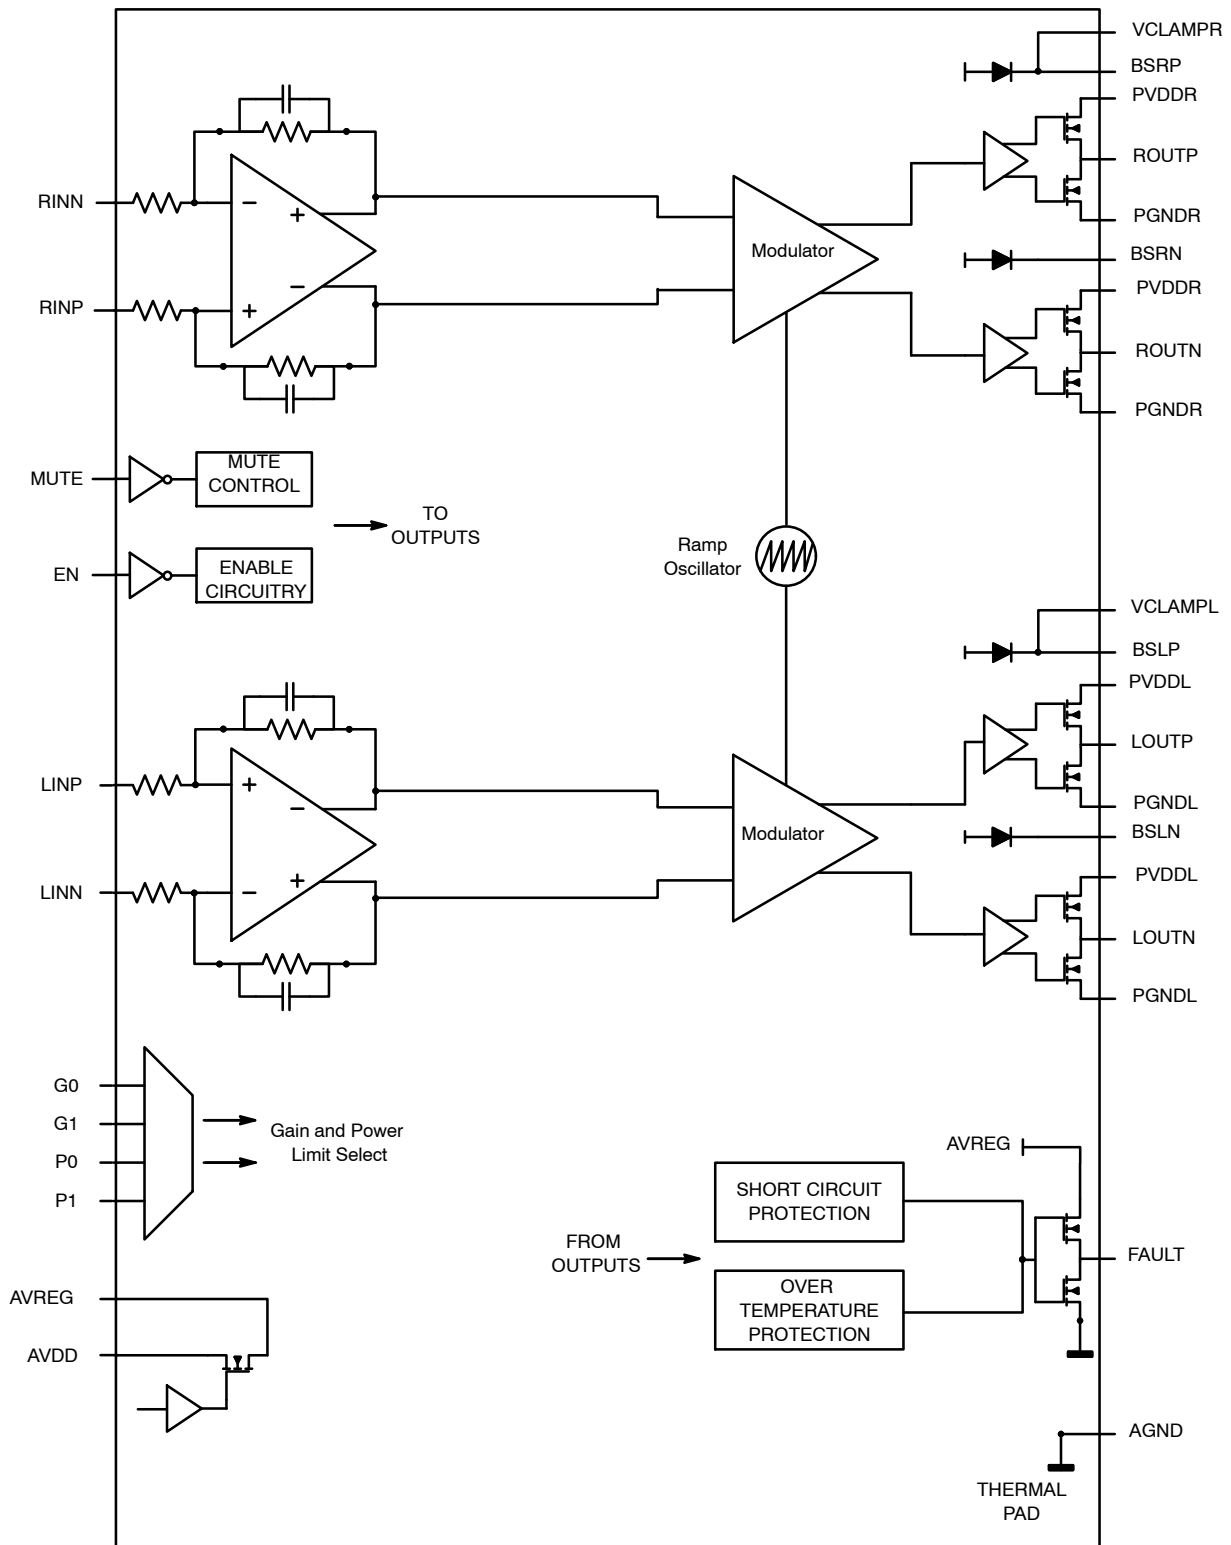 VCLAMPR
BSRP
PVDDR
ROUTP
PGNDR
BSRN
PVDDR
ROUTN
PGNDR
RINN
RINP
Modulator
MUTE
MUTE
CONTROL
TO
OUTPUTS
EN
ENABLE
CIRCUITRY
Ramp
Oscillator
VCLAMPL
BSLP
PVDDL
LOUTP
PGNDL
BSLN
PVDDL
LOUTN
PGNDL
LINP
LINN
Modulator
G0
G1
P0
P1
Gain and Power
Limit Select
AVREG
SHORT CIRCUIT
PROTECTION
FROM
OUTPUTS
OVER
TEMPERATURE
PROTECTION
FAULT
AVREG
AVDD
AGND
THERMAL
PAD